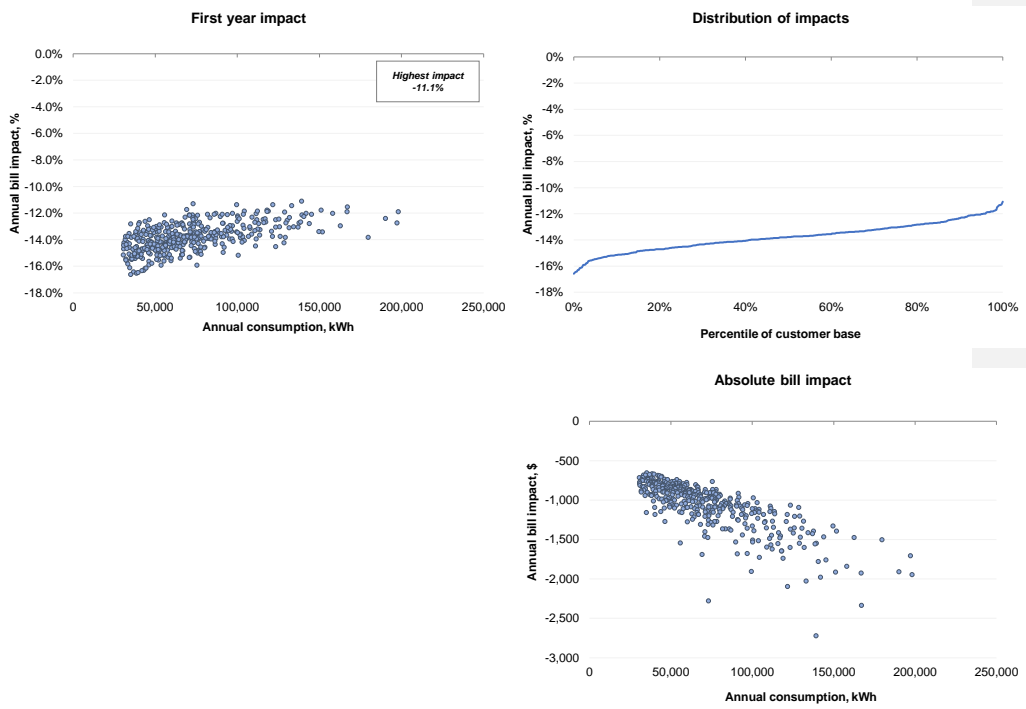 First year impact
Annual bill impact, %
0.0%
-2.0%
-4.0%
-6.0%
-8.0%
-10.0%
-12.0%
-14.0%
-16.0%
-18.0%
Highest impact
-11.1%
0 50,000 100,000 150,000 200,000 250,000
Annual consumption, kWh
Distribution of impacts
Annual bill impact, %
0%
-2%
-4%
-6%
-8%
-10%
-12%
-14%
-16%
-18%
0% 20% 40% 60% 80% 100%
Percentile of customer base
Absolute bill impact
Annual bill impact, $
0
-500
-1,000
-1,500
-2,000
-2,500
-3,000
0 50,000 100,000 150,000 200,000 250,000
Annual consumption, kWh